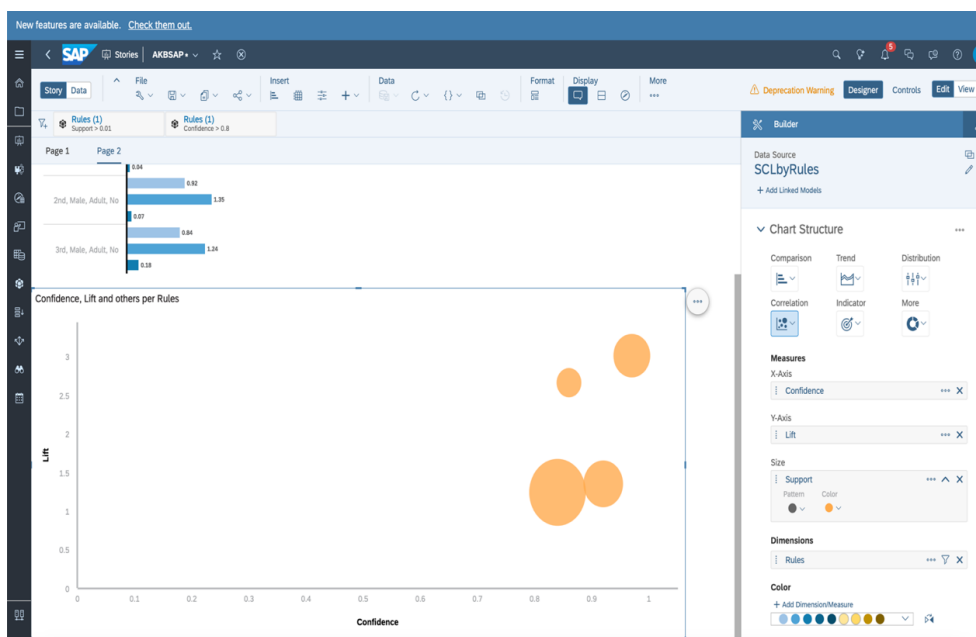 New features are available. Check them out.
SAP Stories AKBSAP
5
Story Data
File
Insert
Data
Format
Display
More
Deprecation Warning
Designer
Controls
Edit
View
Rules (1)
Support > 0.01
Rules (1)
Confidence > 0.8
Page 1
Page 2
0.04
0.92
2nd, Male, Adult, No
1.35
0.07
0.84
3rd, Male, Adult, No
1.24
0.18
Confidence, Lift and others per Rules
Lift
3
2.5
2
1.5
1
0.5
0
0 0.1 0.2 0.3 0.4 0.5 0.6 0.7 0.8 0.9 1
Confidence
Builder
Data Source
SCLbyRules
+ Add Linked Models
Chart Structure
Comparison
Trend
Distribution
Correlation
Indicator
More
Measures
X-Axis
Confidence
Y-Axis
Lift
Size
Support
Pattern
Color
Dimensions
Rules
Color
+ Add Dimension/Measure